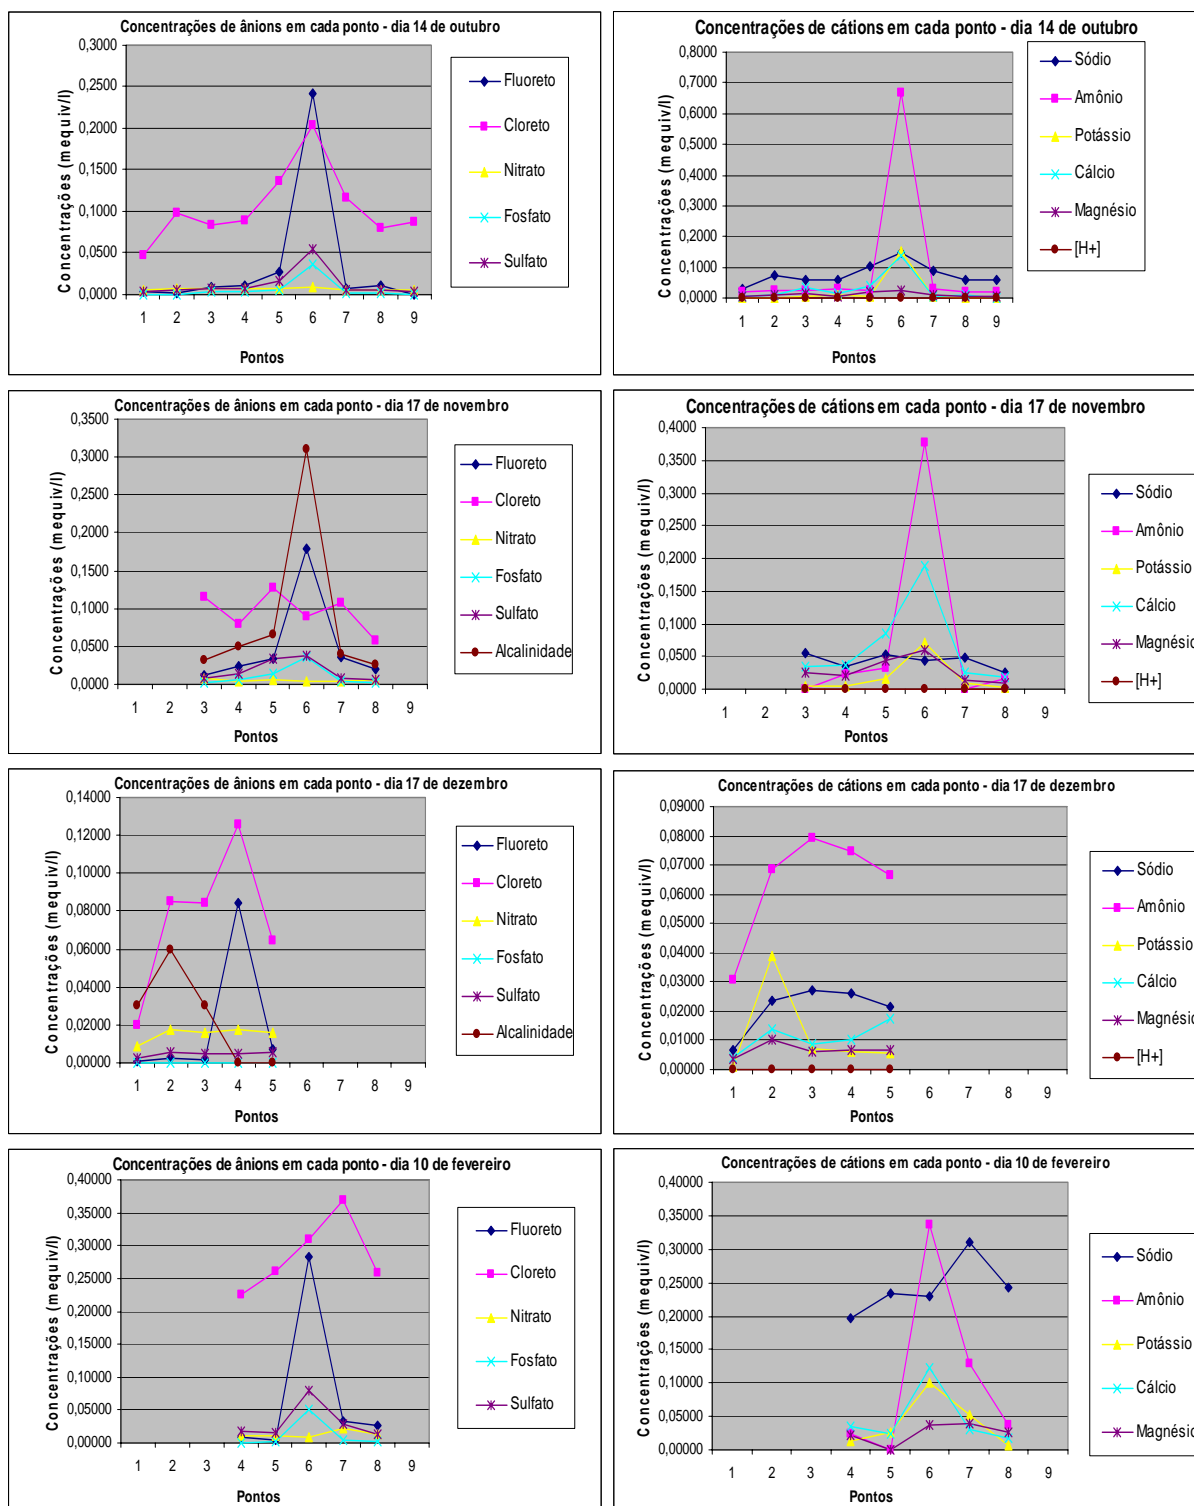 Concentrações de ânions em cada ponto - dia 14 de outubro
Concentrações (mequiv/l)
0,3000
0,2500
0,2000
0,1500
0,1000
0,0500
0,0000
1 2 3 4 5 6 7 8 9
Pontos
Fluoreto
Cloreto
Nitrato
Fosfato
Sulfato
Concentrações de cátions em cada ponto - dia 14 de outubro
Concentrações (mequiv/l)
0,8000
0,7000
0,6000
0,5000
0,4000
0,3000
0,2000
0,1000
0,0000
1 2 3 4 5 6 7 8 9
Pontos
Sódio
Amônio
Potássio
Cálcio
Magnésio
[H+]
Concentrações de ânions em cada ponto - dia 17 de novembro
Concentrações (mequiv/l)
0,3500
0,3000
0,2500
0,2000
0,1500
0,1000
0,0500
0,0000
1 2 3 4 5 6 7 8 9
Pontos
Fluoreto
Cloreto
Nitrato
Fosfato
Sulfato
Alcalinidade
Concentrações de cátions em cada ponto - dia 17 de novembro
Concentrações (mequiv/l)
0,4000
0,3500
0,3000
0,2500
0,2000
0,1500
0,1000
0,0500
0,0000
1 2 3 4 5 6 7 8 9
Pontos
Sódio
Amônio
Potássio
Cálcio
Magnésio
[H+]
Concentrações de ânions em cada ponto - dia 17 de dezembro
Concentrações (mequiv/l)
0,14000
0,12000
0,10000
0,08000
0,06000
0,04000
0,02000
0,00000
1 2 3 4 5 6 7 8 9
Pontos
Fluoreto
Cloreto
Nitrato
Fosfato
Sulfato
Alcalinidade
Concentrações de cátions em cada ponto - dia 17 de dezembro
Concentrações (mequiv/l)
0,09000
0,08000
0,07000
0,06000
0,05000
0,04000
0,03000
0,02000
0,01000
0,00000
1 2 3 4 5 6 7 8 9
Pontos
Sódio
Amônio
Potássio
Cálcio
Magnésio
[H+]
Concentrações de ânions em cada ponto - dia 10 de fevereiro
Concentrações (mequiv/l)
0,40000
0,35000
0,30000
0,25000
0,20000
0,15000
0,10000
0,05000
0,00000
1 2 3 4 5 6 7 8 9
Pontos
Fluoreto
Cloreto
Nitrato
Fosfato
Sulfato
Concentrações de cátions em cada ponto - dia 10 de fevereiro
Concentrações (mequiv/l)
0,40000
0,35000
0,30000
0,25000
0,20000
0,15000
0,10000
0,05000
0,00000
1 2 3 4 5 6 7 8 9
Pontos
Sódio
Amônio
Potássio
Cálcio
Magnésio